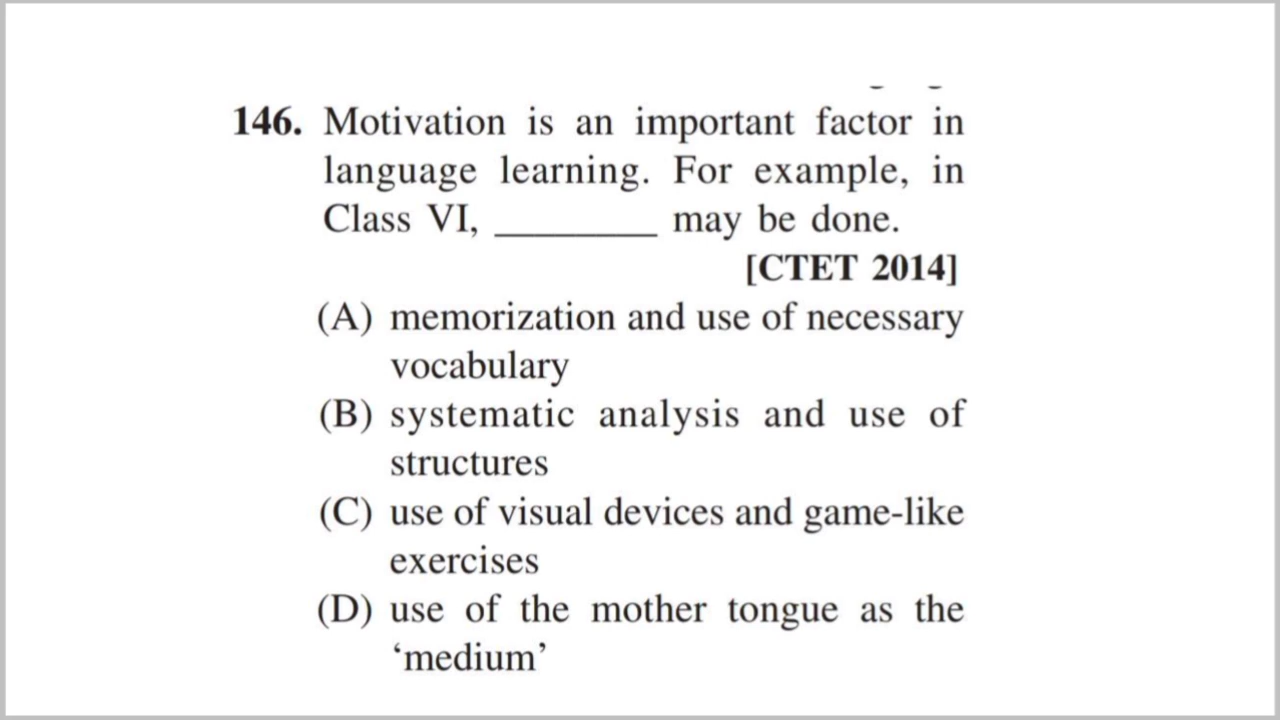 146. Motivation is an important factor in
language learning. For example, in
Class VI, ________ may be done.
[CTET 2014]
(A) memorization and use of necessary
vocabulary
(B) systematic analysis and use of
structures
(C) use of visual devices and game-like
exercises
(D) use of the mother tongue as the
‘medium’